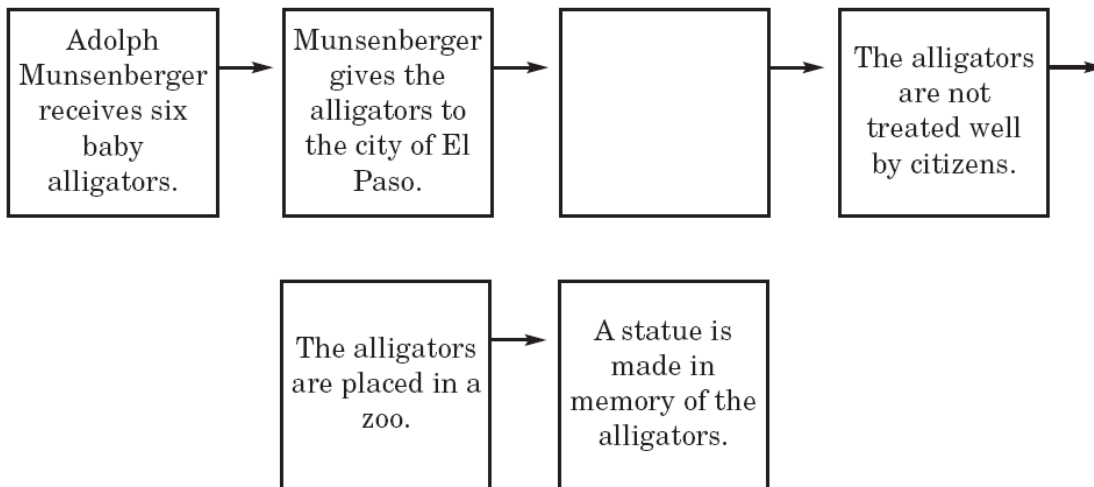 Adolph
Munsenberger
receives six
baby
alligators.
Munsenberger
gives the
alligators to
the city of El
Paso.
The alligators
are not
treated well
by citizens.
The alligators
are placed in a
zoo.
A statue is
made in
memory of the
alligators.